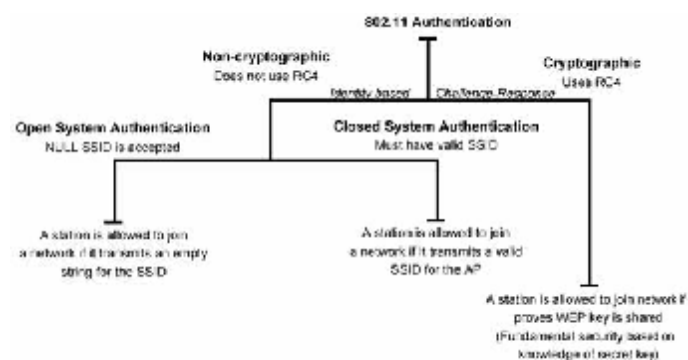 802.11 Authentication
Non-cryptographic
Does not use RC4
Cryptographic
Uses RC4
Identity based
Challenge-Response
Open System Authentication
NULL SSID is accepted
Closed System Authentication
Must have valid SSID
A station is allowed to join
a network if it transmits an empty
string for the SSID
A station is allowed to join
a network if it transmits a valid
SSID for the AP
A station is allowed to join network if
proves WEP key is shared
(Fundamental security based on
knowledge of secret key)